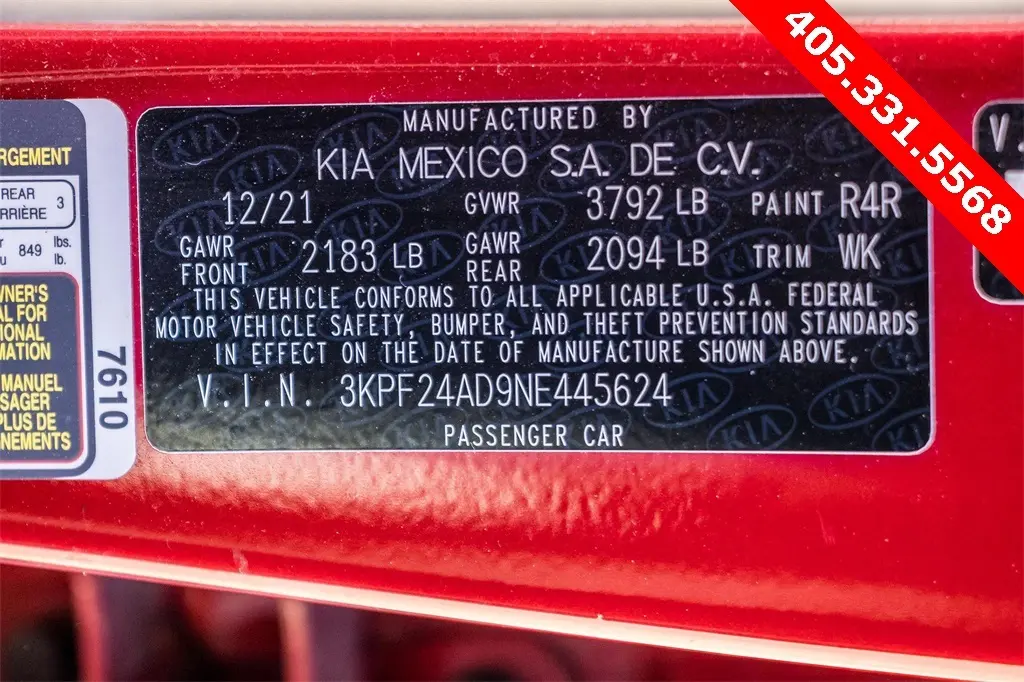 405.331.5568
MANUFACTURED BY
KIA MEXICO S.A. DE C.V.
12/21 GVWR 3792 LB PAINT R4R
GAWR FRONT 2183 LB GAWR REAR 2094 LB TRIM WK
THIS VEHICLE CONFORMS TO ALL APPLICABLE U.S.A. FEDERAL
MOTOR VEHICLE SAFETY, BUMPER, AND THEFT PREVENTION STANDARDS
IN EFFECT ON THE DATE OF MANUFACTURE SHOWN ABOVE.
V.I.N. 3KPF24AD9NE445624
PASSENGER CAR
KIA
RGEMENT
REAR
RRIÈRE 3
849 lbs.
lb.
WNER'S
AL FOR
IONAL
MATION
MANUEL
SAGER
PLUS DE
NEMENTS
7610
V.